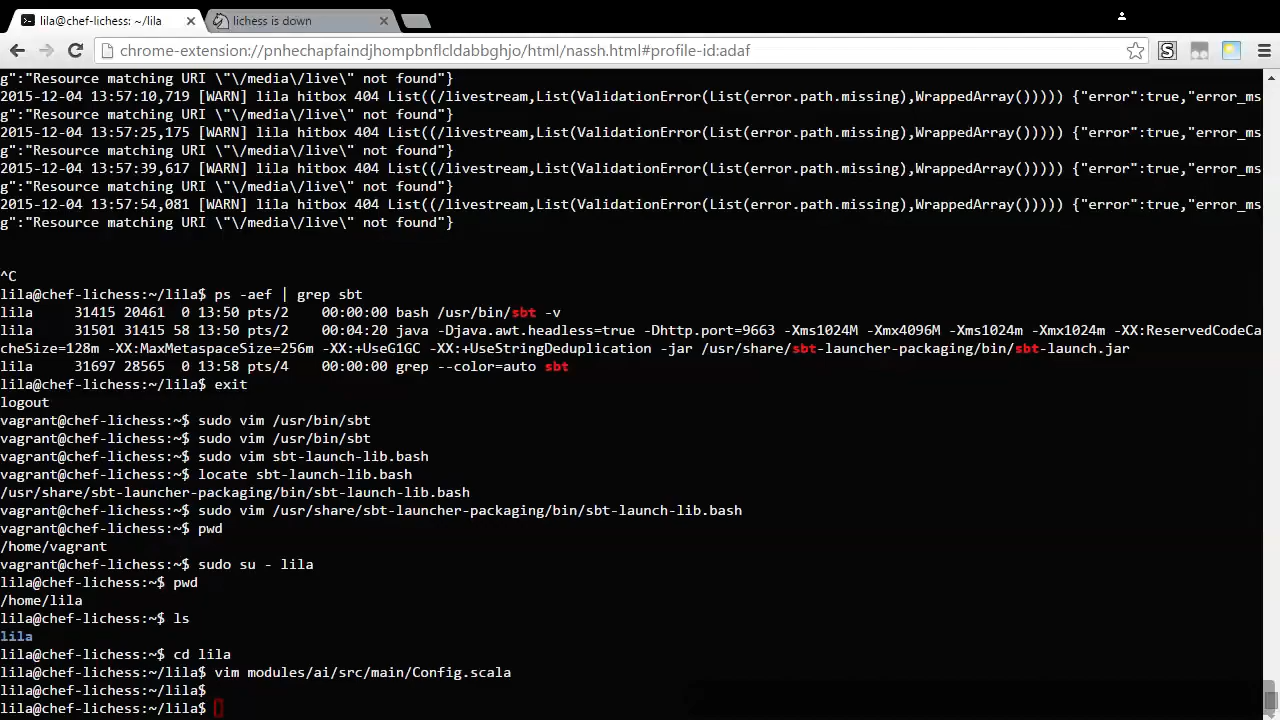 lila@chef-lichess: ~/lila
lichess is down
chrome-extension://pnhechapfaindjhompbnflcldabbghjo/html/nassh.html#profile-id:adaf
S
g":"Resource matching URI \"\/media\/live\" not found"}
2015-12-04 13:57:10,719 [WARN] lila hitbox 404 List((/livestream,List(ValidationError(List(error.path.missing),WrappedArray())))) {"error":true,"error_ms
g":"Resource matching URI \"\/media\/live\" not found"}
2015-12-04 13:57:25,175 [WARN] lila hitbox 404 List((/livestream,List(ValidationError(List(error.path.missing),WrappedArray())))) {"error":true,"error_ms
g":"Resource matching URI \"\/media\/live\" not found"}
2015-12-04 13:57:39,617 [WARN] lila hitbox 404 List((/livestream,List(ValidationError(List(error.path.missing),WrappedArray())))) {"error":true,"error_ms
g":"Resource matching URI \"\/media\/live\" not found"}
2015-12-04 13:57:54,081 [WARN] lila hitbox 404 List((/livestream,List(ValidationError(List(error.path.missing),WrappedArray())))) {"error":true,"error_ms
g":"Resource matching URI \"\/media\/live\" not found"}
^C
lila@chef-lichess:~/lila$ ps -aef | grep sbt
lila     31415 20461  0 13:50 pts/2    00:00:00 bash /usr/bin/sbt -v
lila     31501 31415 58 13:50 pts/2    00:04:20 java -Djava.awt.headless=true -Dhttp.port=9663 -Xms1024M -Xmx4096M -Xms1024m -Xmx1024m -XX:ReservedCodeCa
cheSize=128m -XX:MaxMetaspaceSize=256m -XX:+UseG1GC -XX:+UseStringDeduplication -jar /usr/share/sbt-launcher-packaging/bin/sbt-launch.jar
lila     31697 28565  0 13:58 pts/4    00:00:00 grep --color=auto sbt
lila@chef-lichess:~/lila$ exit
logout
vagrant@chef-lichess:~$ sudo vim /usr/bin/sbt
vagrant@chef-lichess:~$ sudo vim /usr/bin/sbt
vagrant@chef-lichess:~$ sudo vim sbt-launch-lib.bash
vagrant@chef-lichess:~$ locate sbt-launch-lib.bash
/usr/share/sbt-launcher-packaging/bin/sbt-launch-lib.bash
vagrant@chef-lichess:~$ sudo vim /usr/share/sbt-launcher-packaging/bin/sbt-launch-lib.bash
vagrant@chef-lichess:~$ pwd
/home/vagrant
vagrant@chef-lichess:~$ sudo su - lila
lila@chef-lichess:~$ pwd
/home/lila
lila@chef-lichess:~$ ls
lila
lila@chef-lichess:~$ cd lila
lila@chef-lichess:~/lila$ vim modules/ai/src/main/Config.scala
lila@chef-lichess:~/lila$
lila@chef-lichess:~/lila$